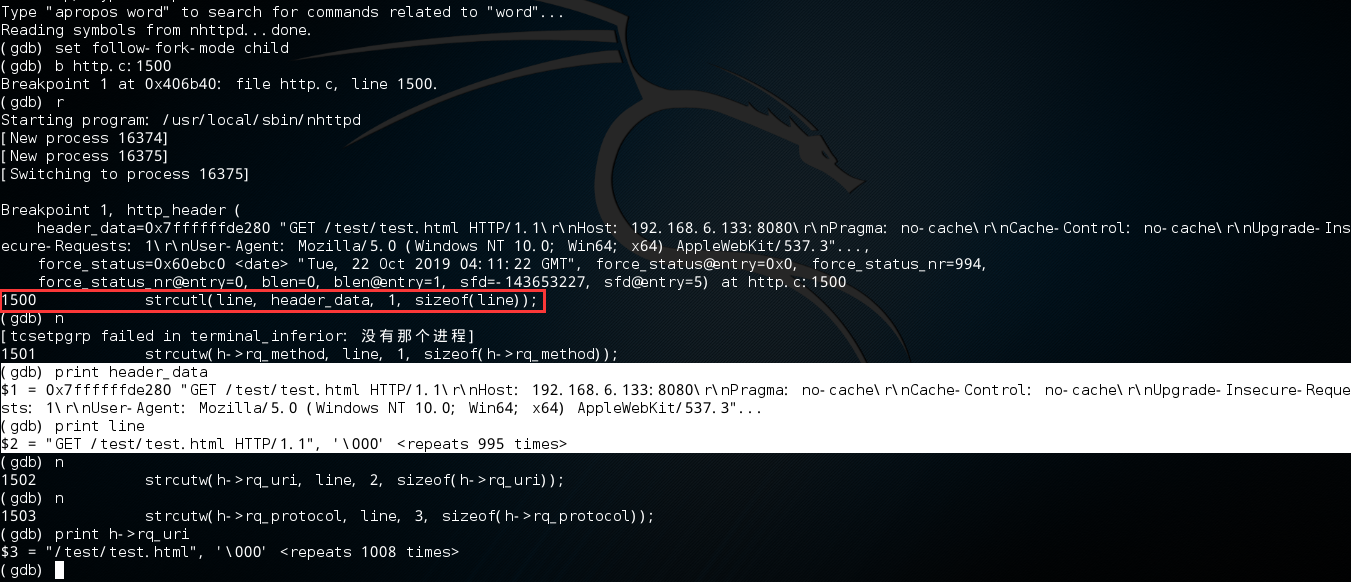 Type "apropos word" to search for commands related to "word"...
Reading symbols from nhttpd...done.
(gdb) set follow-fork-mode child
(gdb) b http.c:1500
Breakpoint 1 at 0x406b40: file http.c, line 1500.
(gdb) r
Starting program: /usr/local/sbin/nhttpd
[New process 16374]
[New process 16375]
[Switching to process 16375]
Breakpoint 1, http_header (
header_data=0x7ffffffde280 "GET /test/test.html HTTP/1.1\r\nHost: 192.168.6.133:8080\r\nPragma: no-cache\r\nCache-Control: no-cache\r\nUpgrade-Ins
ecure-Requests: 1\r\nUser-Agent: Mozilla/5.0 (Windows NT 10.0; Win64; x64) AppleWebKit/537.3"...,
force_status=0x60ebc0 <date> "Tue, 22 Oct 2019 04:11:22 GMT", force_status@entry=0x0, force_status_nr=994,
force_status_nr@entry=0, blen=0, blen@entry=1, sfd=-143653227, sfd@entry=5) at http.c:1500
1500 strcutl(line, header_data, 1, sizeof(line));
(gdb) n
[tcsetpgrp failed in terminal_inferior: 没有那个进程]
1501 strcutw(h->rq_method, line, 1, sizeof(h->rq_method));
(gdb) print header_data
$1 = 0x7ffffffde280 "GET /test/test.html HTTP/1.1\r\nHost: 192.168.6.133:8080\r\nPragma: no-cache\r\nCache-Control: no-cache\r\nUpgrade-Insecure-Reque
sts: 1\r\nUser-Agent: Mozilla/5.0 (Windows NT 10.0; Win64; x64) AppleWebKit/537.3"...
(gdb) print line
$2 = "GET /test/test.html HTTP/1.1", '\000' <repeats 995 times>
(gdb) n
1502 strcutw(h->rq_uri, line, 2, sizeof(h->rq_uri));
(gdb) n
1503 strcutw(h->rq_protocol, line, 3, sizeof(h->rq_protocol));
(gdb) print h->rq_uri
$3 = "/test/test.html", '\000' <repeats 1008 times>
(gdb)